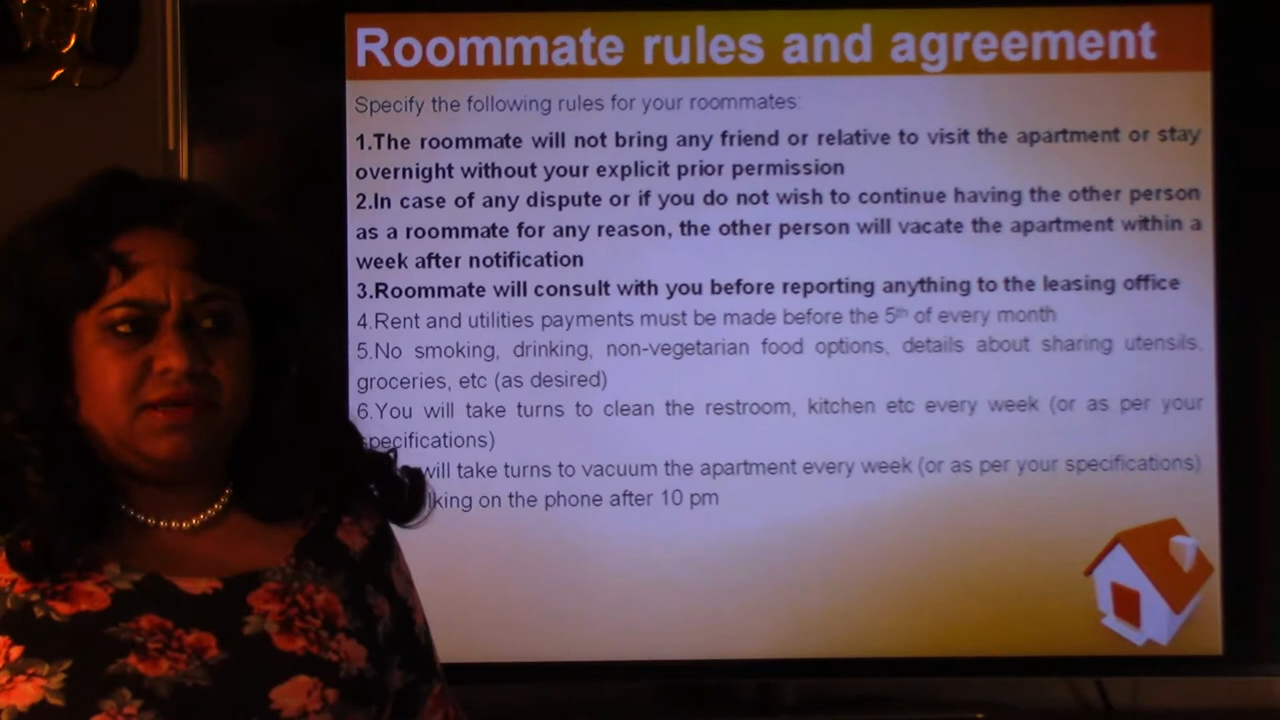 Roommate rules and agreement
Specify the following rules for your roommates:
1.The roommate will not bring any friend or relative to visit the apartment or stay
overnight without your explicit prior permission
2.In case of any dispute or if you do not wish to continue having the other person
as a roommate for any reason, the other person will vacate the apartment within a
week after notification
3.Roommate will consult with you before reporting anything to the leasing office
4.Rent and utilities payments must be made before the 5th of every month
5.No smoking, drinking, non-vegetarian food options, details about sharing utensils,
groceries, etc (as desired)
6.You will take turns to clean the restroom, kitchen etc every week (or as per your
specifications)
will take turns to vacuum the apartment every week (or as per your specifications)
on the phone after 10 pm